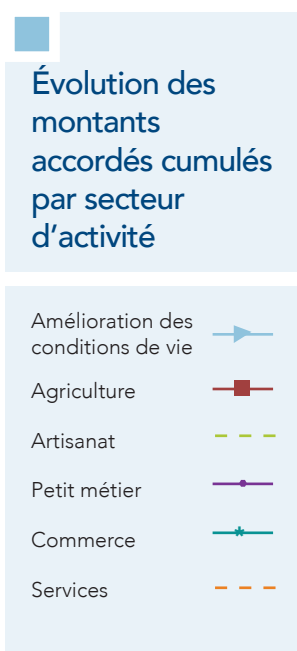 Évolution des
montants
accordés cumulés
par secteur
d’activité
Amélioration des
conditions de vie
Agriculture
Artisanat
Petit métier
Commerce
Services